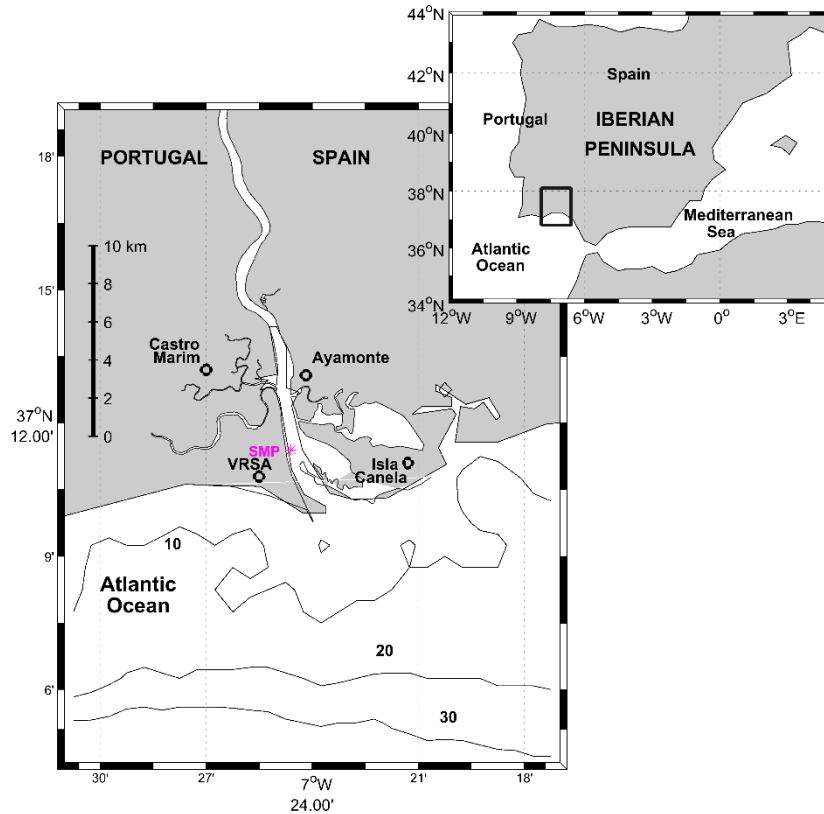 44°N
42°N
40°N
38°N
36°N
34°N
12°W
9°W
6°W
3°W
0°
3°E
Spain
Portugal
IBERIAN
PENINSULA
Mediterranean
Sea
Atlantic
Ocean
18'
15'
37°N
12.00'
9'
6'
PORTUGAL
SPAIN
10 km
8
6
4
2
0
Castro
Marim
Ayamonte
SMP
VRSA
Isla
Canela
10
Atlantic
Ocean
20
30
30'
27'
7°W
24.00'
21'
18'